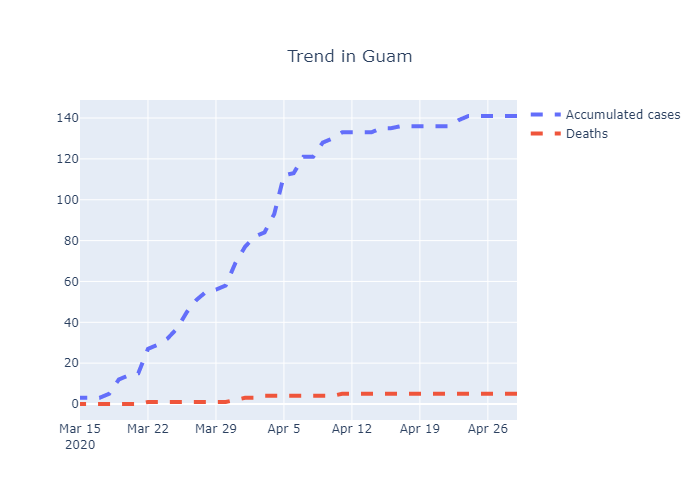 Trend in Guam
140
120
100
80
60
40
20
0
Mar 15
2020
Mar 22
Mar 29
Apr 5
Apr 12
Apr 19
Apr 26
Accumulated cases
Deaths